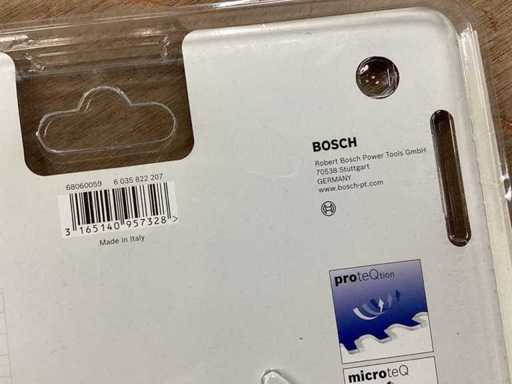 BOSCH
Robert Bosch Power Tools GmbH
70538 Stuttgart
GERMANY
www.bosch-pt.com
68060059 6 035 822 207
3 165140 957328 >
Made in Italy
proteQtion
microteQ